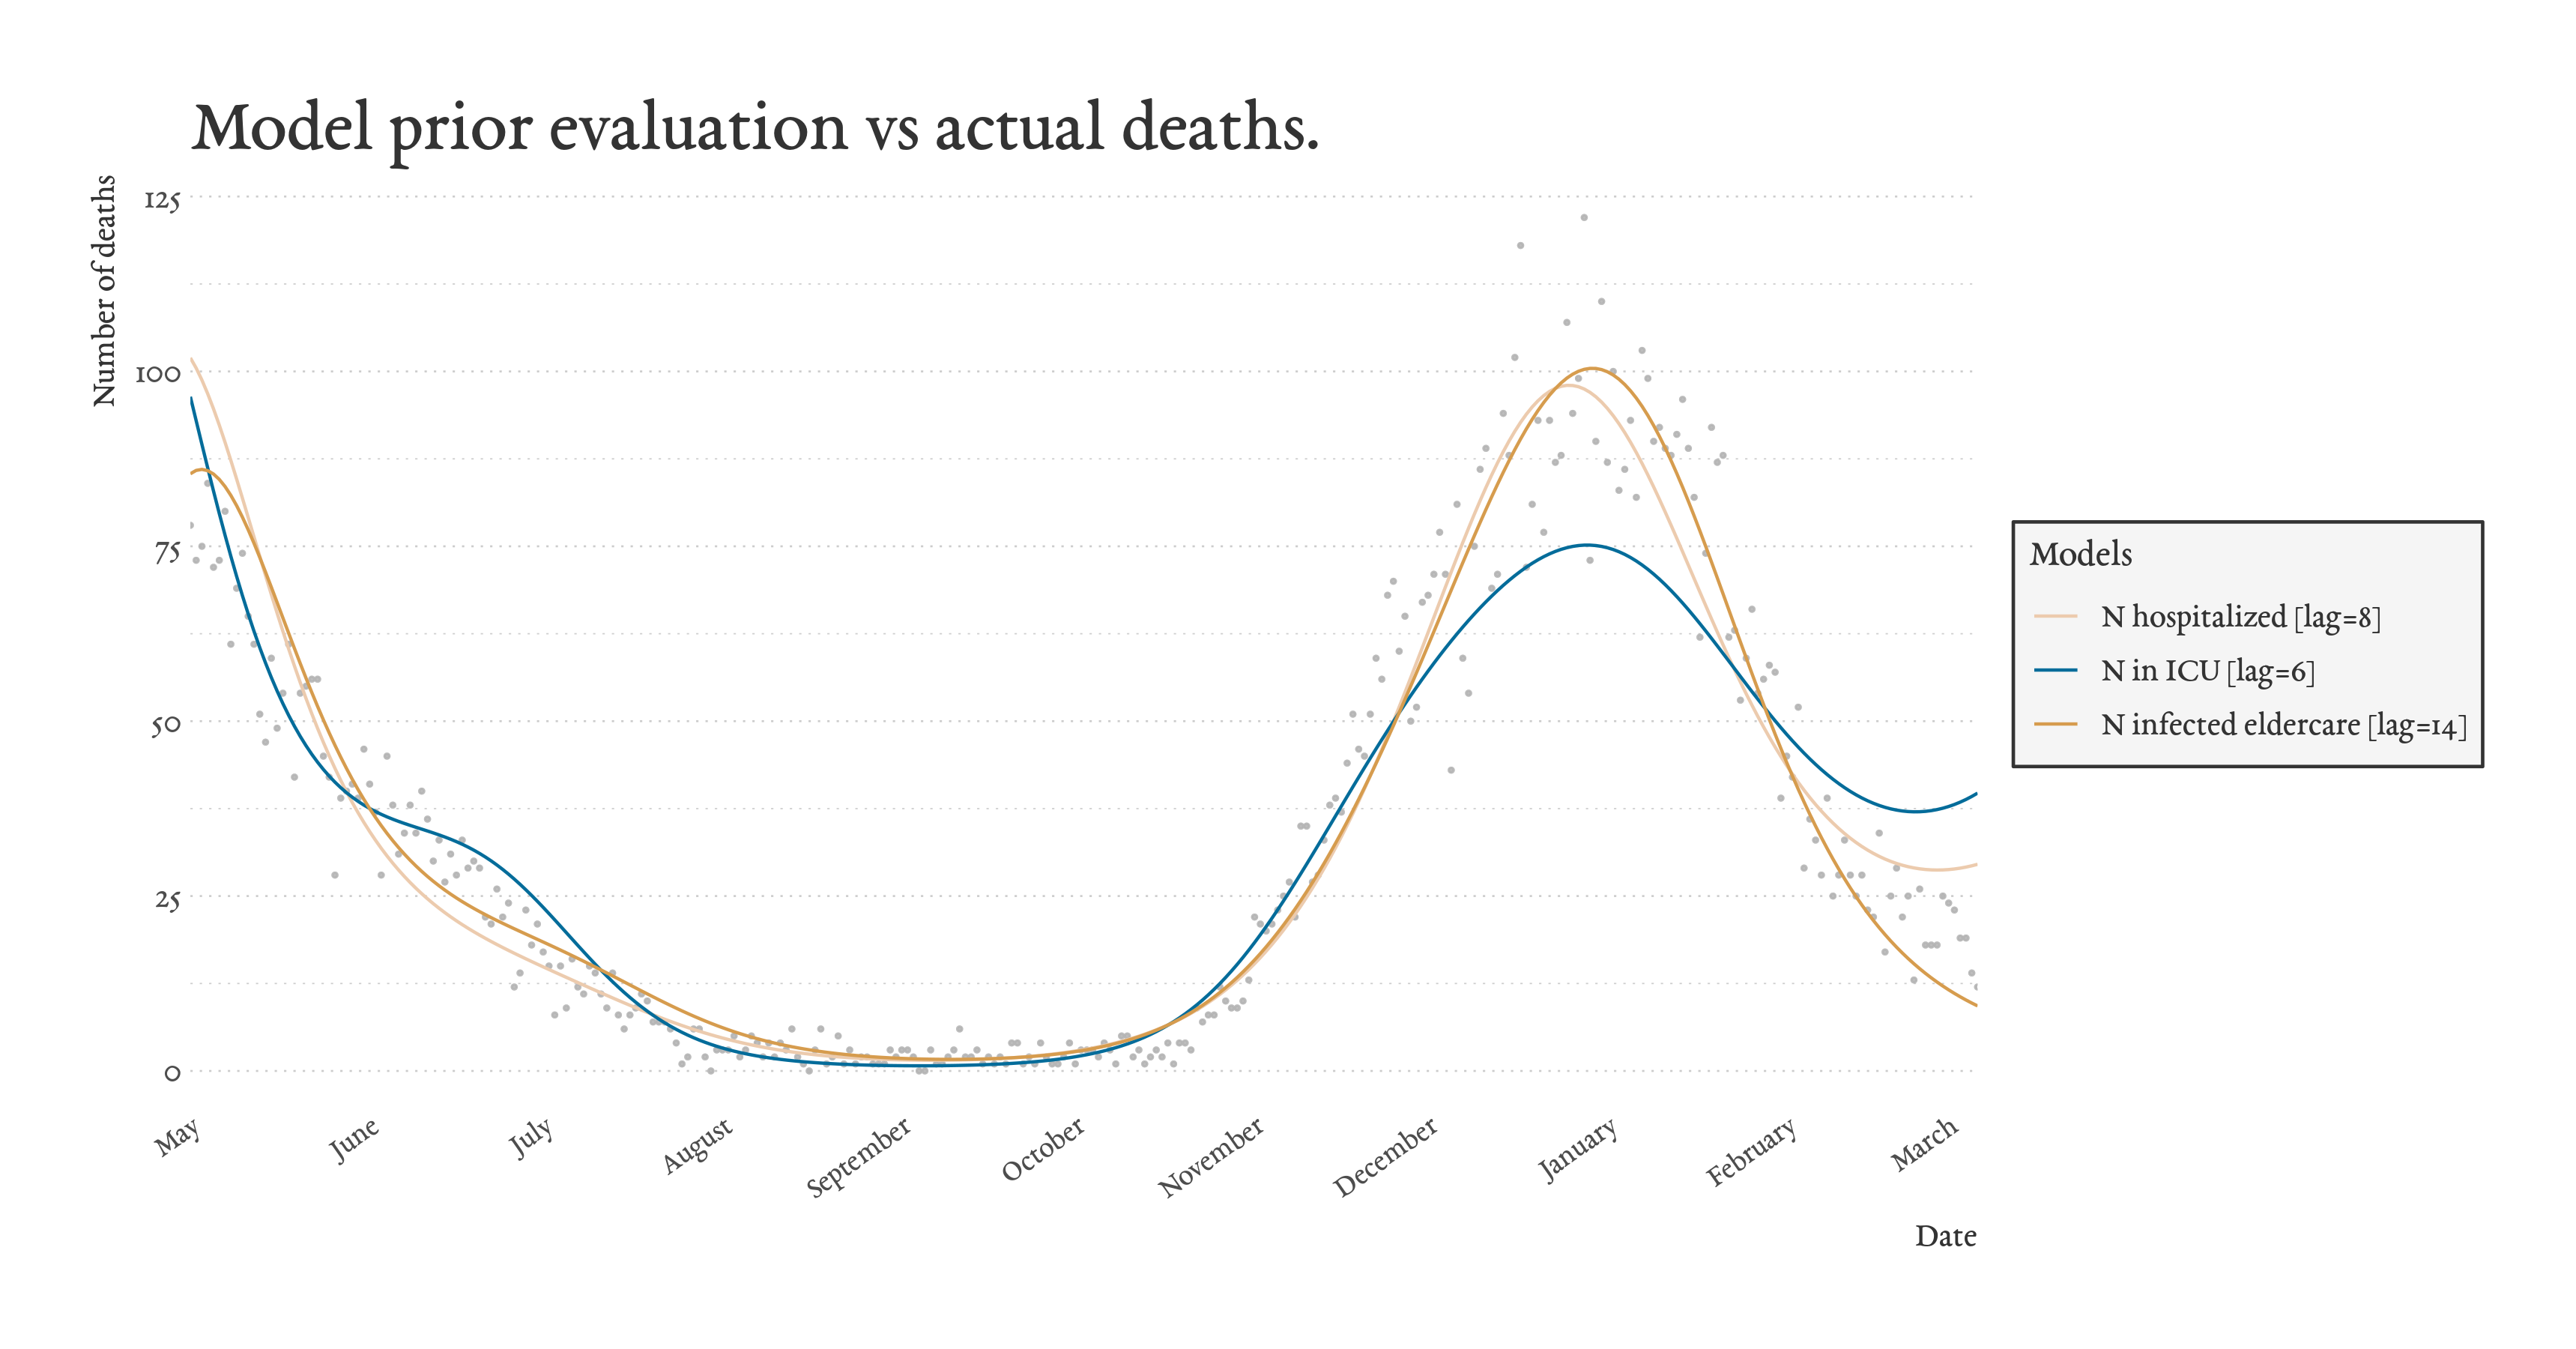 Model prior evaluation vs actual deaths.
Number of deaths
125
100
75
50
25
0
May
June
July
August
September
October
November
December
January
February
March
Date
Models
N hospitalized [lag=8]
N in ICU [lag=6]
N infected eldercare [lag=14]